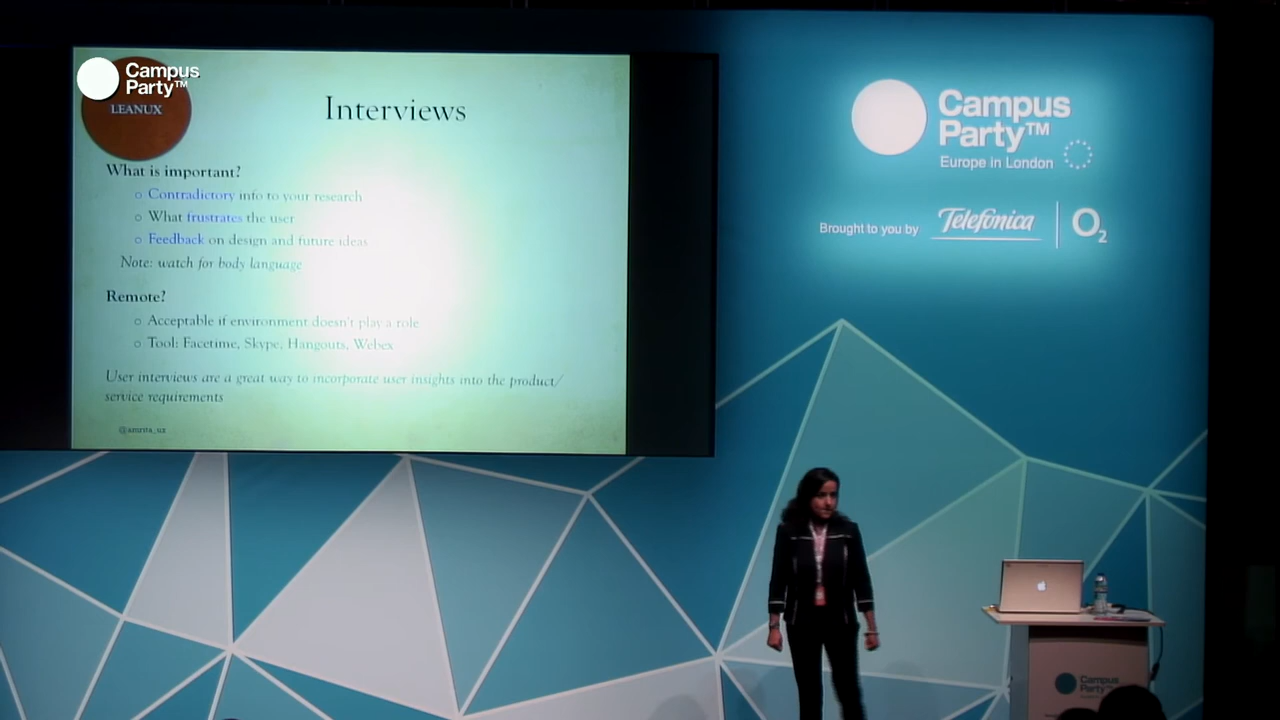 Campus
Party™
LEANUX
Interviews
What is important?
○ Contradictory info to your research
○ What frustrates the user
○ Feedback on design and future ideas
Note: watch for body language
Remote?
○ Acceptable if environment doesn't play a role
○ Tool: Facetime, Skype, Hangouts, Webex
User interviews are a great way to incorporate user insights into the product/
service requirements
@amrita_ux
Campus
Party™
Europe in London
Brought to you by Telefónica O2
Campus
Party™